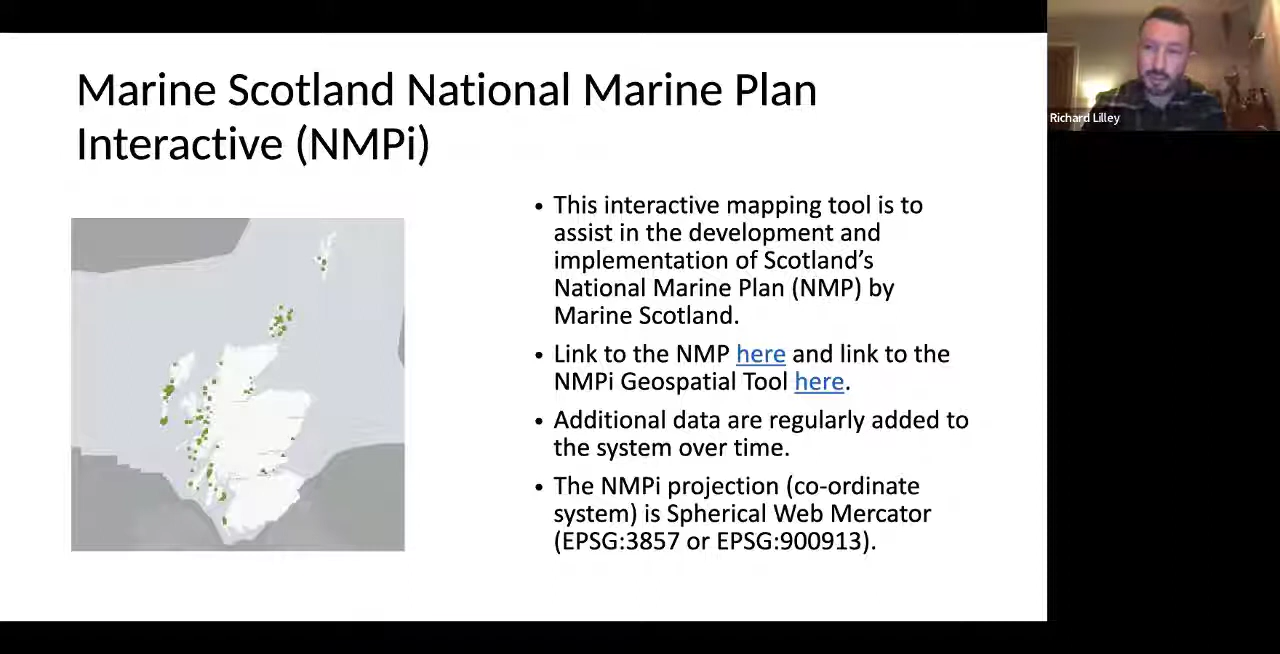 Marine Scotland National Marine Plan
Interactive (NMPi)
• This interactive mapping tool is to
assist in the development and
implementation of Scotland’s
National Marine Plan (NMP) by
Marine Scotland.
• Link to the NMP here and link to the
NMPi Geospatial Tool here.
• Additional data are regularly added to
the system over time.
• The NMPi projection (co-ordinate
system) is Spherical Web Mercator
(EPSG:3857 or EPSG:900913).
Richard Lilley